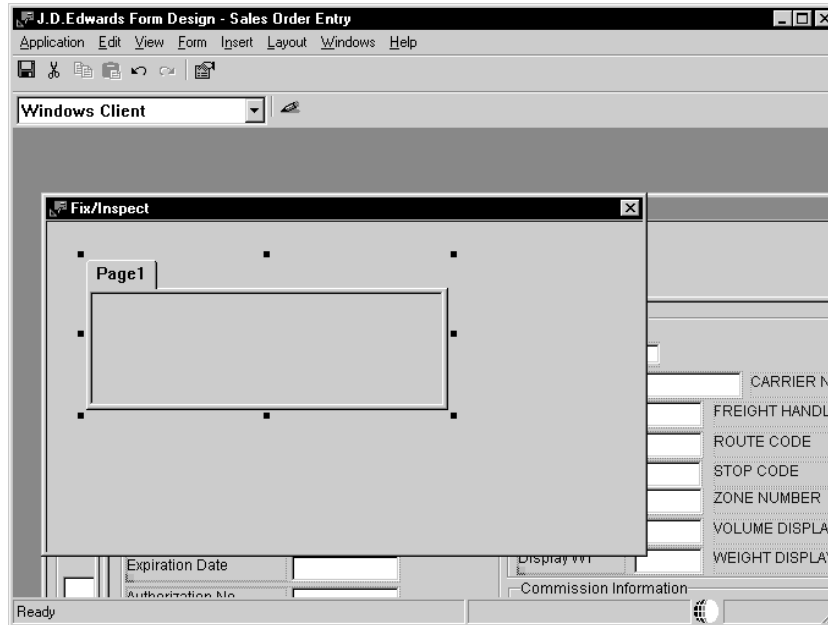 J.D.Edwards Form Design - Sales Order Entry
Application Edit View Form Insert Layout Windows Help
Windows Client
Fix/Inspect
Page1
CARRIER N
FREIGHT HANDL
ROUTE CODE
STOP CODE
ZONE NUMBER
VOLUME DISPLA
Expiration Date
Display WT
WEIGHT DISPLAY
Authorization No
Commission Information
Ready